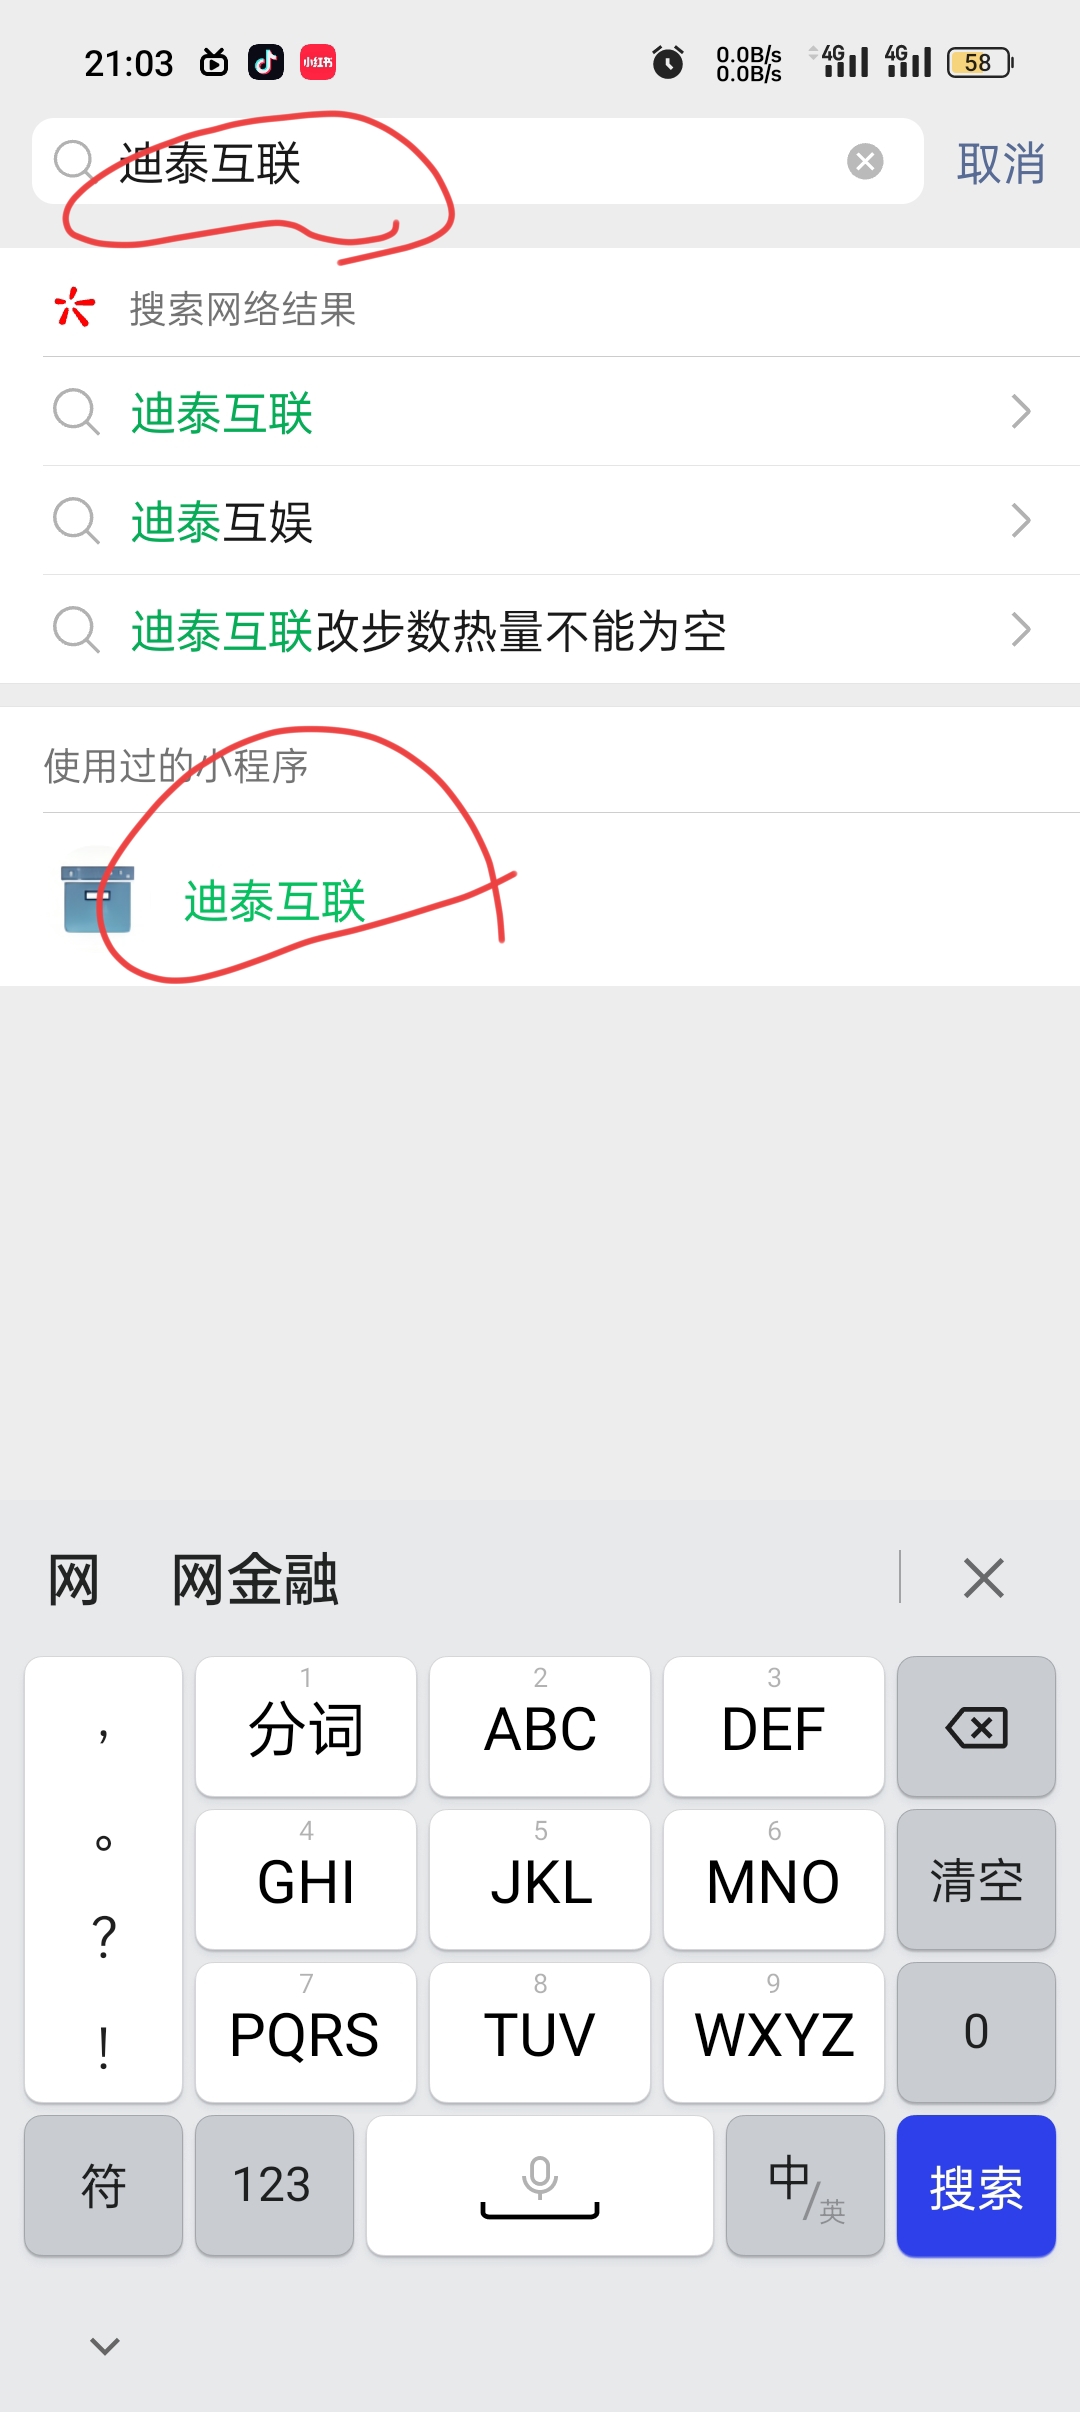 21:03 小红书 0.0B/s 0.0B/s 4G 4G 58
迪泰互联 取消
搜索网络结果
迪泰互联
迪泰互娱
迪泰互联改步数热量不能为空
使用过的小程序
迪泰互联
网 网金融
，
。
？
！
1
分词
2
ABC
3
DEF
4
GHI
5
JKL
6
MNO
清空
7
PQRS
8
TUV
9
WXYZ
0
符 123 中/英 搜索